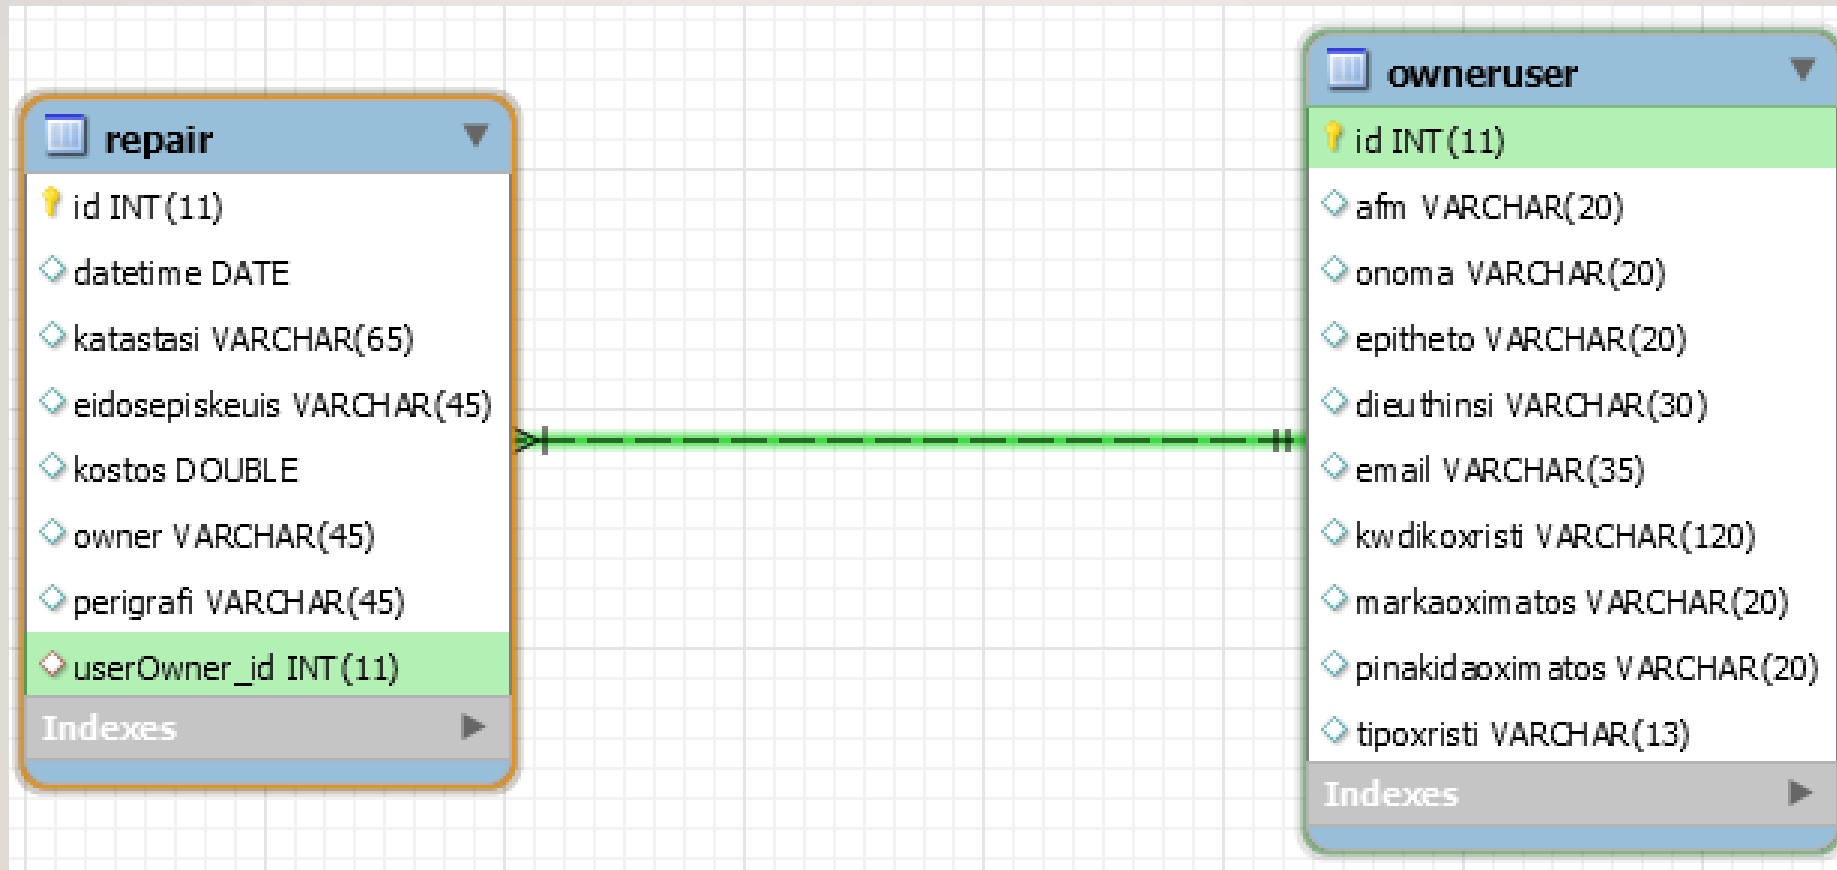 repair
id INT(11)
datetime DATE
katastasi VARCHAR(65)
eidosepiskeuis VARCHAR(45)
kostos DOUBLE
owner VARCHAR(45)
perigrafi VARCHAR(45)
userOwner_id INT(11)
Indexes
owneruser
id INT(11)
afm VARCHAR(20)
onoma VARCHAR(20)
epitheto VARCHAR(20)
dieuthinsi VARCHAR(30)
email VARCHAR(35)
kwdikoxristi VARCHAR(120)
markaoximatos VARCHAR(20)
pinakidaoximatos VARCHAR(20)
tipoxristi VARCHAR(13)
Indexes